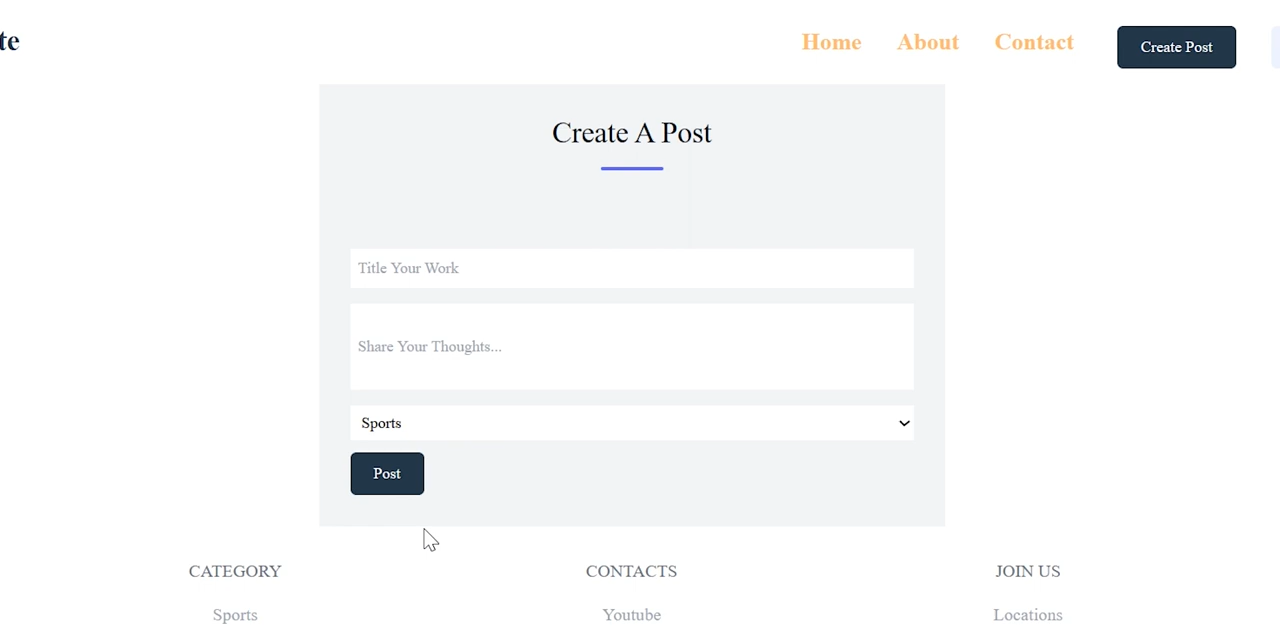 te Home About Contact Create Post
Create A Post
Title Your Work
Share Your Thoughts...
Sports
Post
CATEGORY CONTACTS JOIN US
Sports Youtube Locations